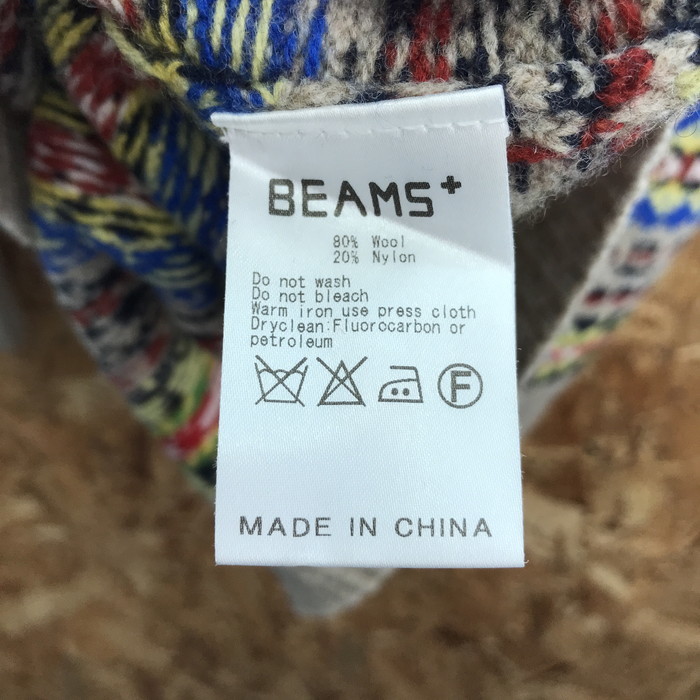 BEAMS+
80% Wool
20% Nylon
Do not wash
Do not bleach
Warm iron use press cloth
Dryclean:Fluorocarbon or
petroleum
F
MADE IN CHINA